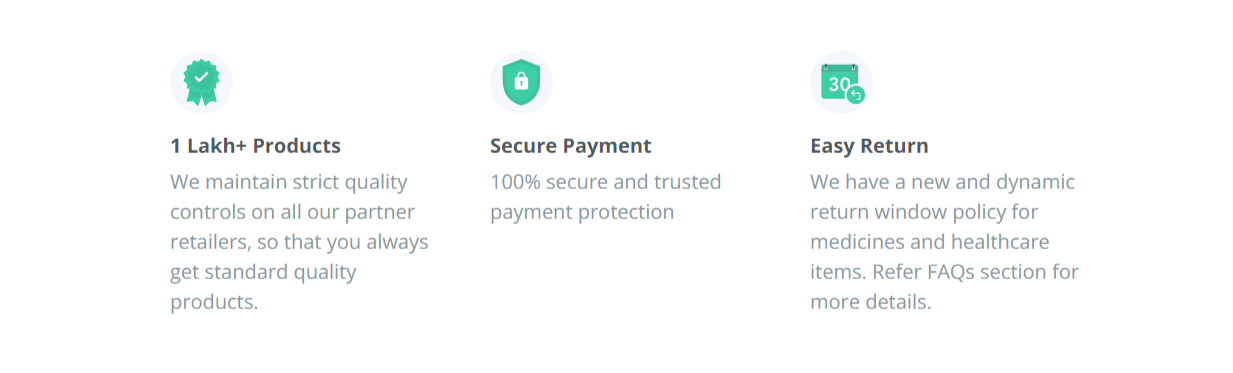 1 Lakh+ Products
We maintain strict quality
controls on all our partner
retailers, so that you always
get standard quality
products.
Secure Payment
100% secure and trusted
payment protection
30
Easy Return
We have a new and dynamic
return window policy for
medicines and healthcare
items. Refer FAQs section for
more details.